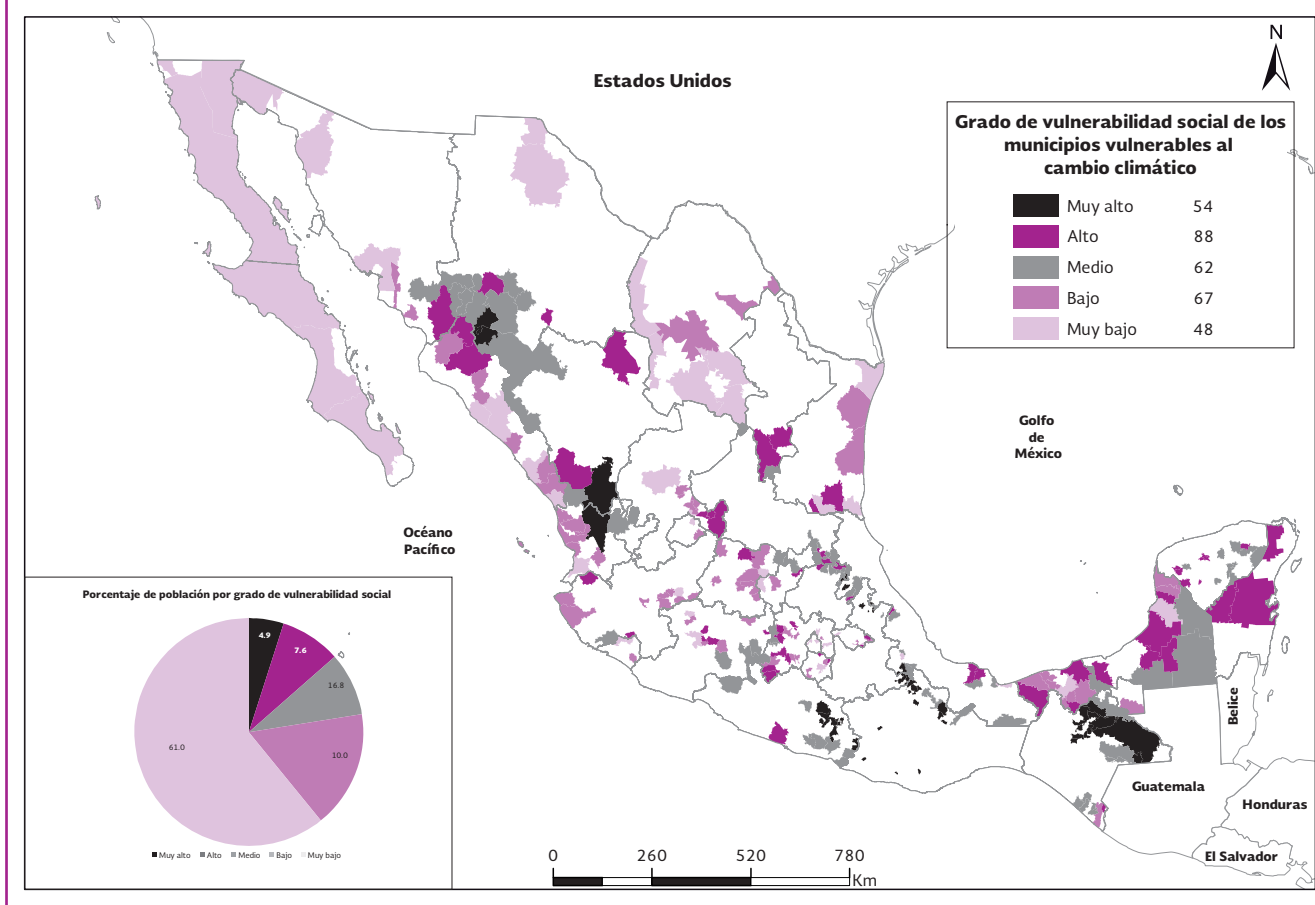 N
Estados Unidos
Grado de vulnerabilidad social de los
municipios vulnerables al
cambio climático
Muy alto 54
Alto 88
Medio 62
Bajo 67
Muy bajo 48
Golfo
de
México
Océano
Pacífico
Porcentaje de población por grado de vulnerabilidad social
4.9
7.6
16.8
10.0
61.0
Muy alto Alto Medio Bajo Muy bajo
Belice
Guatemala
Honduras
El Salvador
0 260 520 780
Km